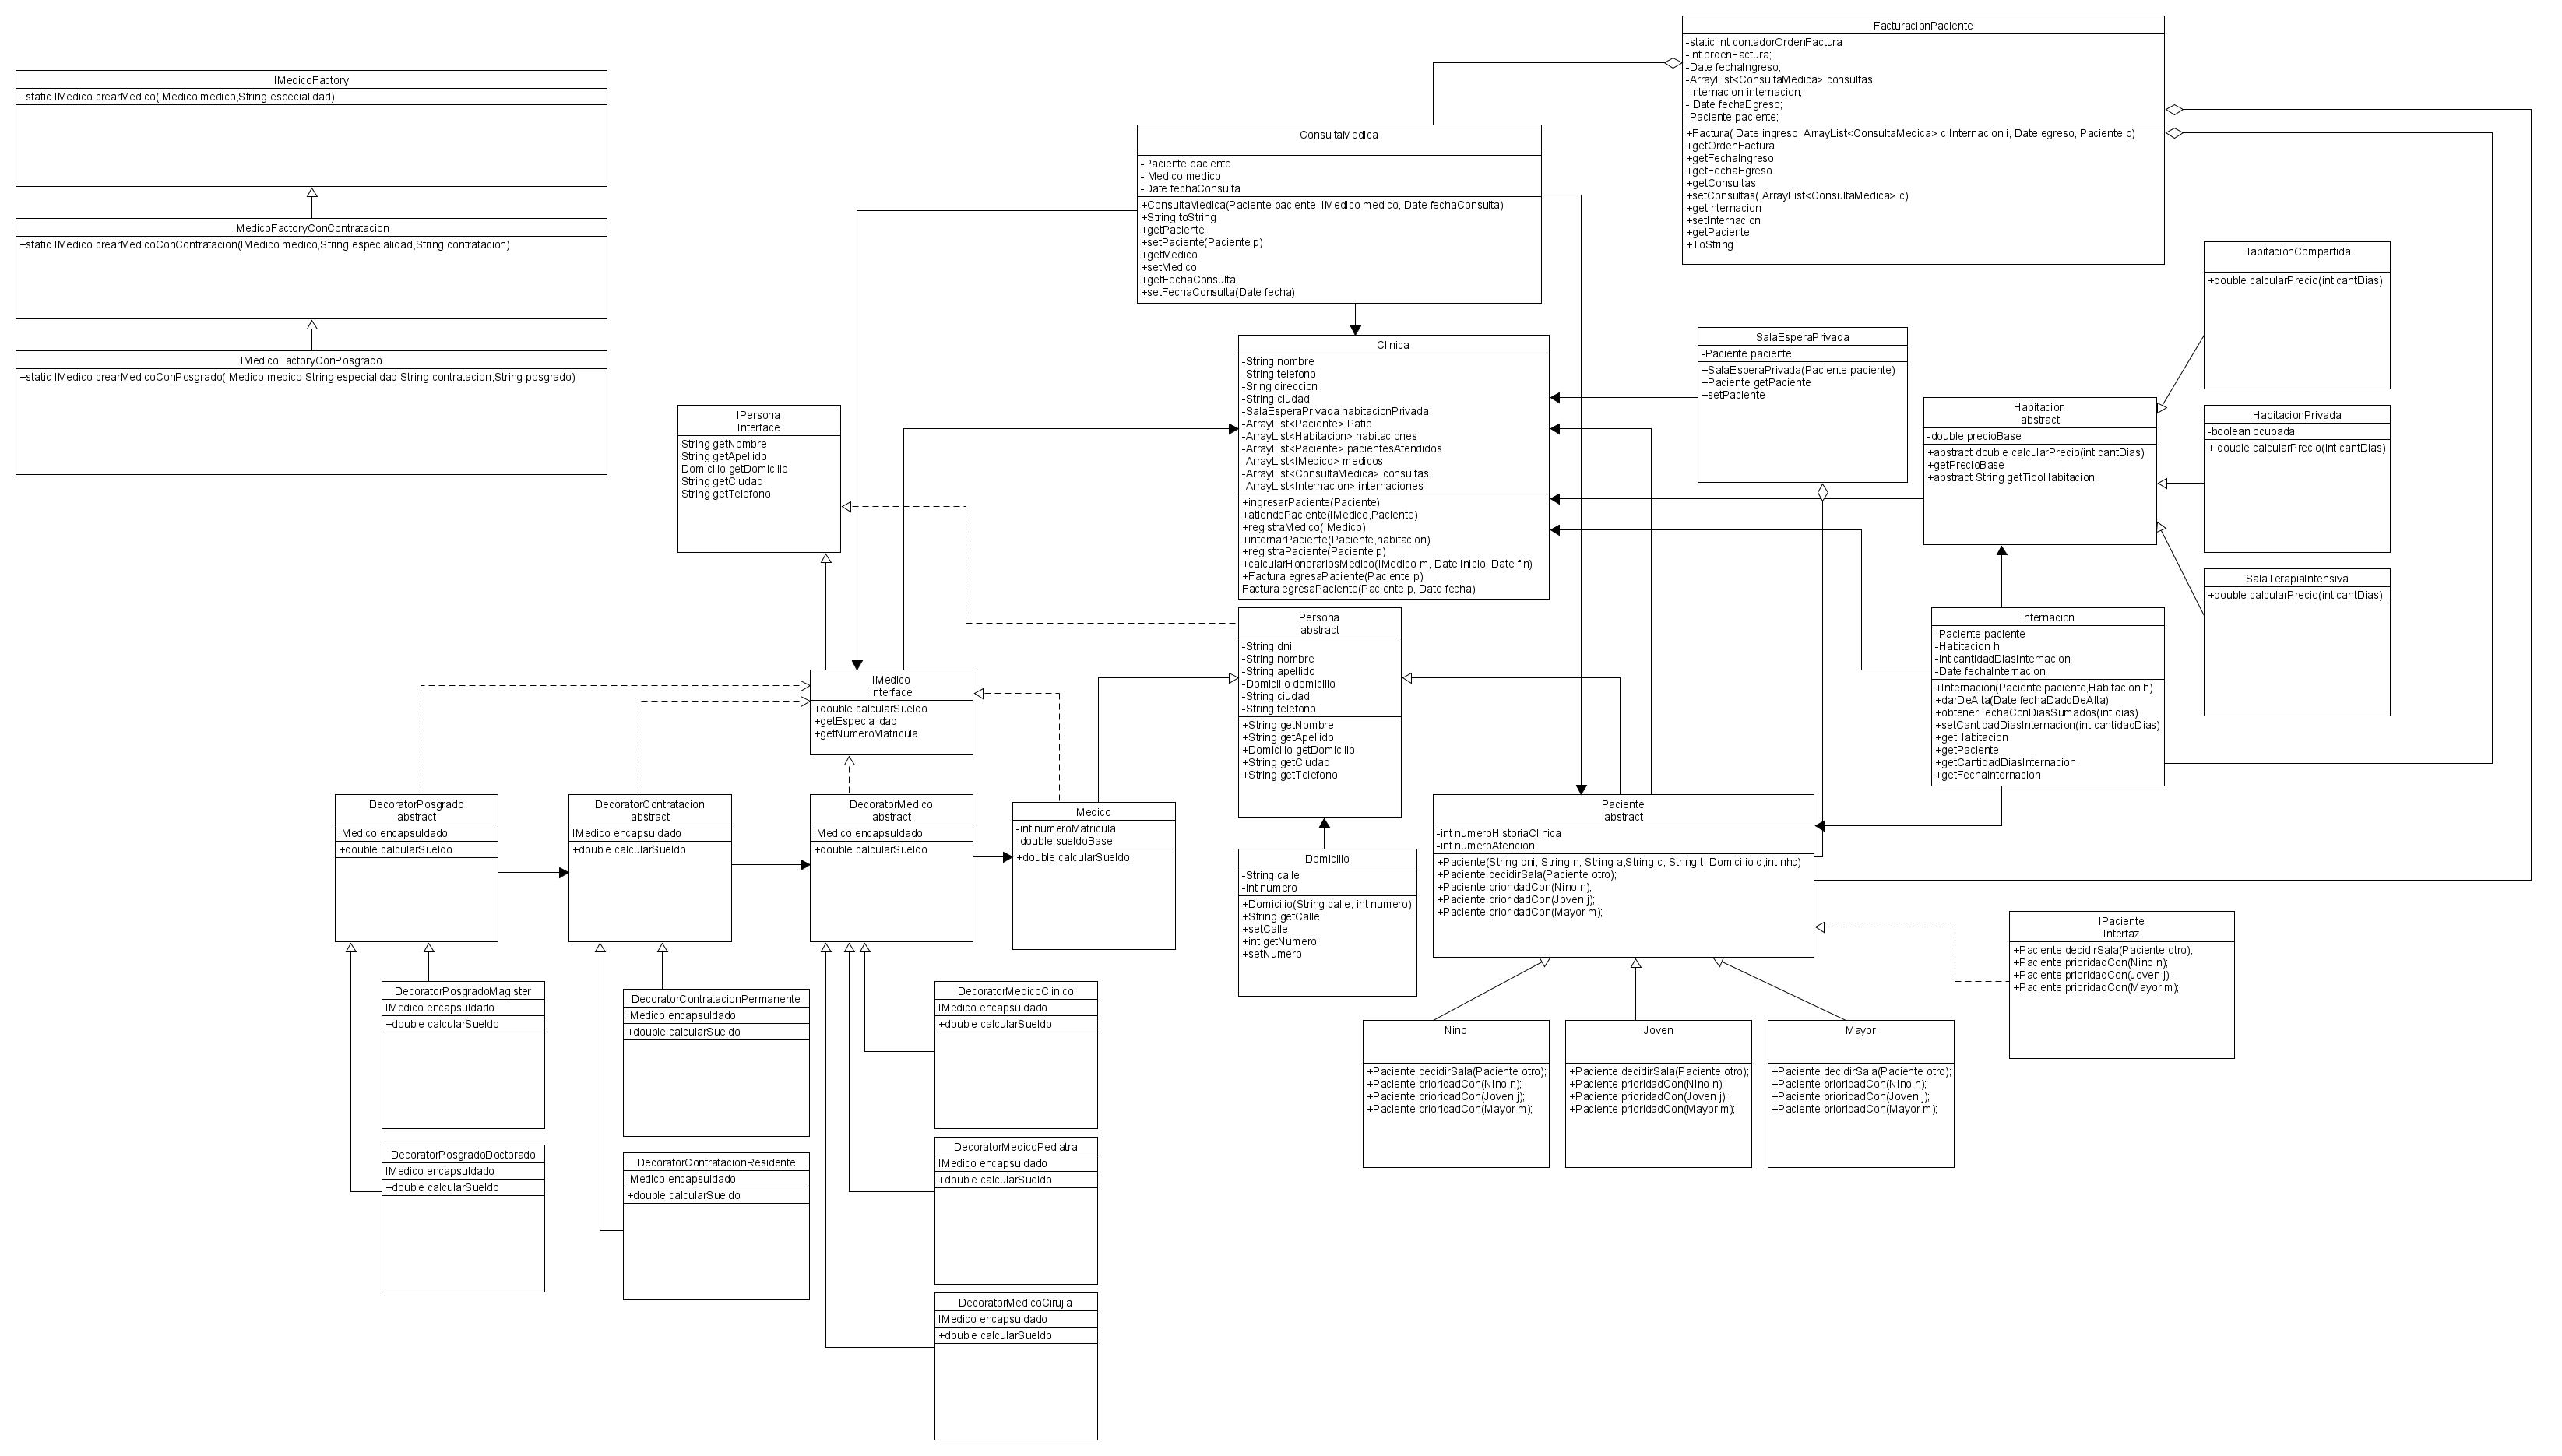 IMedicoFactory
+static IMedico crearMedico(IMedico medico,String especialidad)
IMedicoFactoryConContratacion
+static IMedico crearMedicoConContratacion(IMedico medico,String especialidad,String contratacion)
IMedicoFactoryConPosgrado
+static IMedico crearMedicoConPosgrado(IMedico medico,String especialidad,String contratacion,String posgrado)
FacturacionPaciente
-static int contadorOrdenFactura
-int ordenFactura;
-Date fechaIngreso;
-ArrayList<ConsultaMedica> consultas;
-Internacion internacion;
- Date fechaEgreso;
-Paciente paciente;
+Factura( Date ingreso, ArrayList<ConsultaMedica> c,Internacion i, Date egreso, Paciente p)
+getOrdenFactura
+getFechaIngreso
+getFechaEgreso
+getConsultas
+setConsultas( ArrayList<ConsultaMedica> c)
+getInternacion
+setInternacion
+getPaciente
+ToString
ConsultaMedica
-Paciente paciente
-IMedico medico
-Date fechaConsulta
+ConsultaMedica(Paciente paciente, IMedico medico, Date fechaConsulta)
+String toString
+getPaciente
+setPaciente(Paciente p)
+getMedico
+setMedico
+getFechaConsulta
+setFechaConsulta(Date fecha)
HabitacionCompartida
+double calcularPrecio(int cantDias)
Clinica
-String nombre
-String telefono
-Sring direccion
-String ciudad
-SalaEsperaPrivada habitacionPrivada
-ArrayList<Paciente> Patio
-ArrayList<Habitacion> habitaciones
-ArrayList<Paciente> pacientesAtendidos
-ArrayList<IMedico> medicos
-ArrayList<ConsultaMedica> consultas
-ArrayList<Internacion> internaciones
+ingresarPaciente(Paciente)
+atiendePaciente(IMedico,Paciente)
+registraMedico(IMedico)
+internarPaciente(Paciente,habitacion)
+registraPaciente(Paciente p)
+calcularHonorariosMedico(IMedico m, Date inicio, Date fin)
+Factura egresaPaciente(Paciente p)
Factura egresaPaciente(Paciente p, Date fecha)
SalaEsperaPrivada
-Paciente paciente
+SalaEsperaPrivada(Paciente paciente)
+Paciente getPaciente
+setPaciente
Habitacion
abstract
-double precioBase
+abstract double calcularPrecio(int cantDias)
+getPrecioBase
+abstract String getTipoHabitacion
HabitacionPrivada
-boolean ocupada
+ double calcularPrecio(int cantDias)
SalaTerapiaIntensiva
+double calcularPrecio(int cantDias)
IPersona
Interface
String getNombre
String getApellido
Domicilio getDomicilio
String getCiudad
String getTelefono
Persona
abstract
-String dni
-String nombre
-String apellido
-Domicilio domicilio
-String ciudad
-String telefono
+String getNombre
+String getApellido
+Domicilio getDomicilio
+String getCiudad
+String getTelefono
Internacion
-Paciente paciente
-Habitacion h
-int cantidadDiasInternacion
-Date fechaInternacion
+Internacion(Paciente paciente,Habitacion h)
+darDeAlta(Date fechaDadoDeAlta)
+obtenerFechaConDiasSumados(int dias)
+setCantidadDiasInternacion(int cantidadDias)
+getHabitacion
+getPaciente
+getCantidadDiasInternacion
+getFechaInternacion
IMedico
Interface
+double calcularSueldo
+getEspecialidad
+getNumeroMatricula
DecoratorPosgrado
abstract
IMedico encapsuldado
+double calcularSueldo
DecoratorContratacion
abstract
IMedico encapsuldado
+double calcularSueldo
DecoratorMedico
abstract
IMedico encapsuldado
+double calcularSueldo
Medico
-int numeroMatricula
-double sueldoBase
+double calcularSueldo
Domicilio
-String calle
-int numero
+Domicilio(String calle, int numero)
+String getCalle
+setCalle
+int getNumero
+setNumero
Paciente
abstract
-int numeroHistoriaClinica
-int numeroAtencion
+Paciente(String dni, String n, String a,String c, String t, Domicilio d,int nhc)
+Paciente decidirSala(Paciente otro);
+Paciente prioridadCon(Nino n);
+Paciente prioridadCon(Joven j);
+Paciente prioridadCon(Mayor m);
IPaciente
Interfaz
+Paciente decidirSala(Paciente otro);
+Paciente prioridadCon(Nino n);
+Paciente prioridadCon(Joven j);
+Paciente prioridadCon(Mayor m);
DecoratorPosgradoMagister
IMedico encapsuldado
+double calcularSueldo
DecoratorContratacionPermanente
IMedico encapsuldado
+double calcularSueldo
DecoratorMedicoClinico
IMedico encapsuldado
+double calcularSueldo
Nino
+Paciente decidirSala(Paciente otro);
+Paciente prioridadCon(Nino n);
+Paciente prioridadCon(Joven j);
+Paciente prioridadCon(Mayor m);
Joven
+Paciente decidirSala(Paciente otro);
+Paciente prioridadCon(Nino n);
+Paciente prioridadCon(Joven j);
+Paciente prioridadCon(Mayor m);
Mayor
+Paciente decidirSala(Paciente otro);
+Paciente prioridadCon(Nino n);
+Paciente prioridadCon(Joven j);
+Paciente prioridadCon(Mayor m);
DecoratorPosgradoDoctorado
IMedico encapsuldado
+double calcularSueldo
DecoratorContratacionResidente
IMedico encapsuldado
+double calcularSueldo
DecoratorMedicoPediatra
IMedico encapsuldado
+double calcularSueldo
DecoratorMedicoCirujia
IMedico encapsuldado
+double calcularSueldo